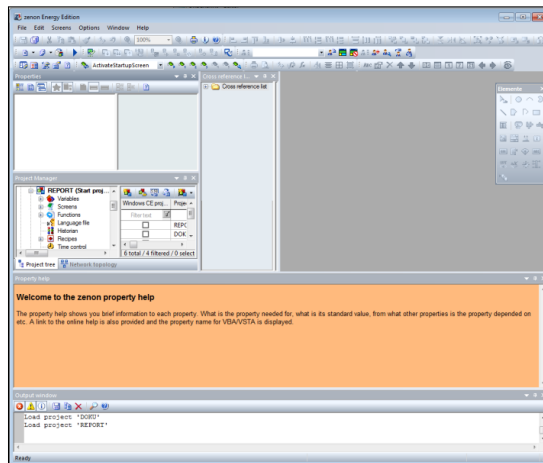 zenon Energy Edition
File Edit Screens Options Window Help
100%
ActivateStartupScreen
Properties
Cross reference l...
Cross reference list
Elemente
Project Manager
REPORT (Start proj...
Variables
Screens
Functions
Language file
Historian
Recipes
Time control
Windows CE proj... Proje
Filter text
REPC
DOK
6 total / 4 filtered / 0 select
Project tree Network topology
Property help
Welcome to the zenon property help
The property help shows you brief information to each property. What is the property needed for, what is its standard value, from what other properties is the property depended on
etc. A link to the online help is also provided and the property name for VBA/VSTA is displayed.
Output window
Load project 'DOKU'
Load project 'REPORT'
Ready